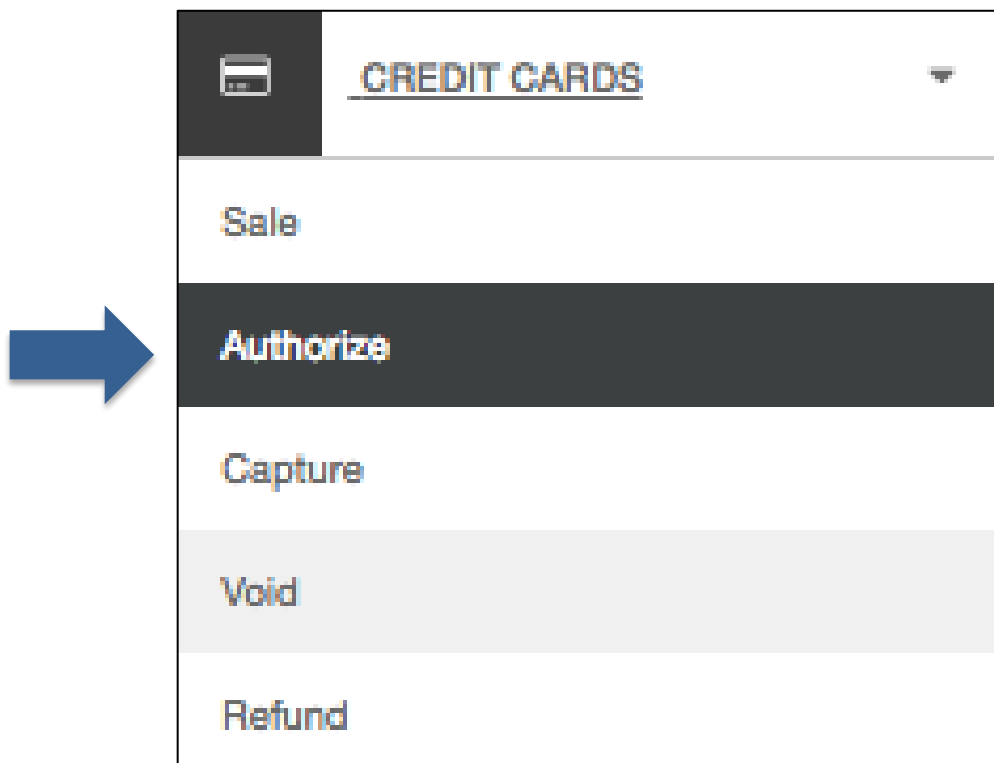 CREDIT CARDS
Sale
Authorize
Capture
Void
Refund